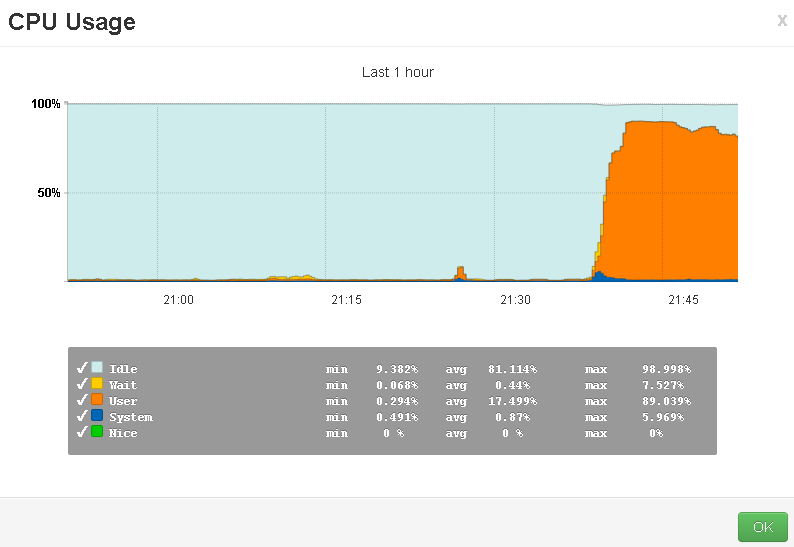 CPU Usage
x
Last 1 hour
100%
50%
21:00 21:15 21:30 21:45
✓ Idle min 9.382% avg 81.114% max 98.998%
✓ Wait min 0.068% avg 0.44% max 7.527%
✓ User min 0.294% avg 17.499% max 89.039%
✓ System min 0.491% avg 0.87% max 5.969%
✓ Nice min 0 % avg 0 % max 0%
OK